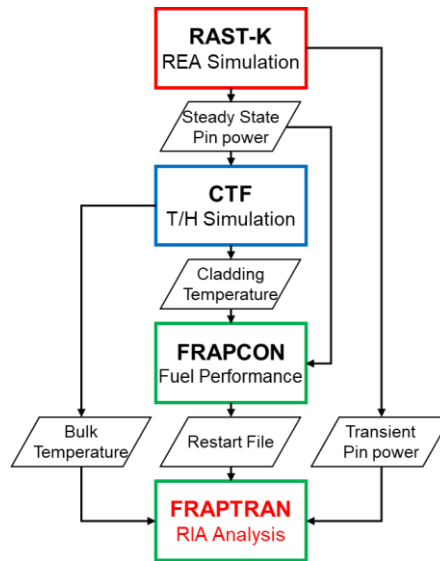 RAST-K
REA Simulation
Steady State
Pin power
CTF
T/H Simulation
Cladding
Temperature
FRAPCON
Fuel Performance
Bulk
Temperature
Restart File
Transient
Pin power
FRAPTRAN
RIA Analysis